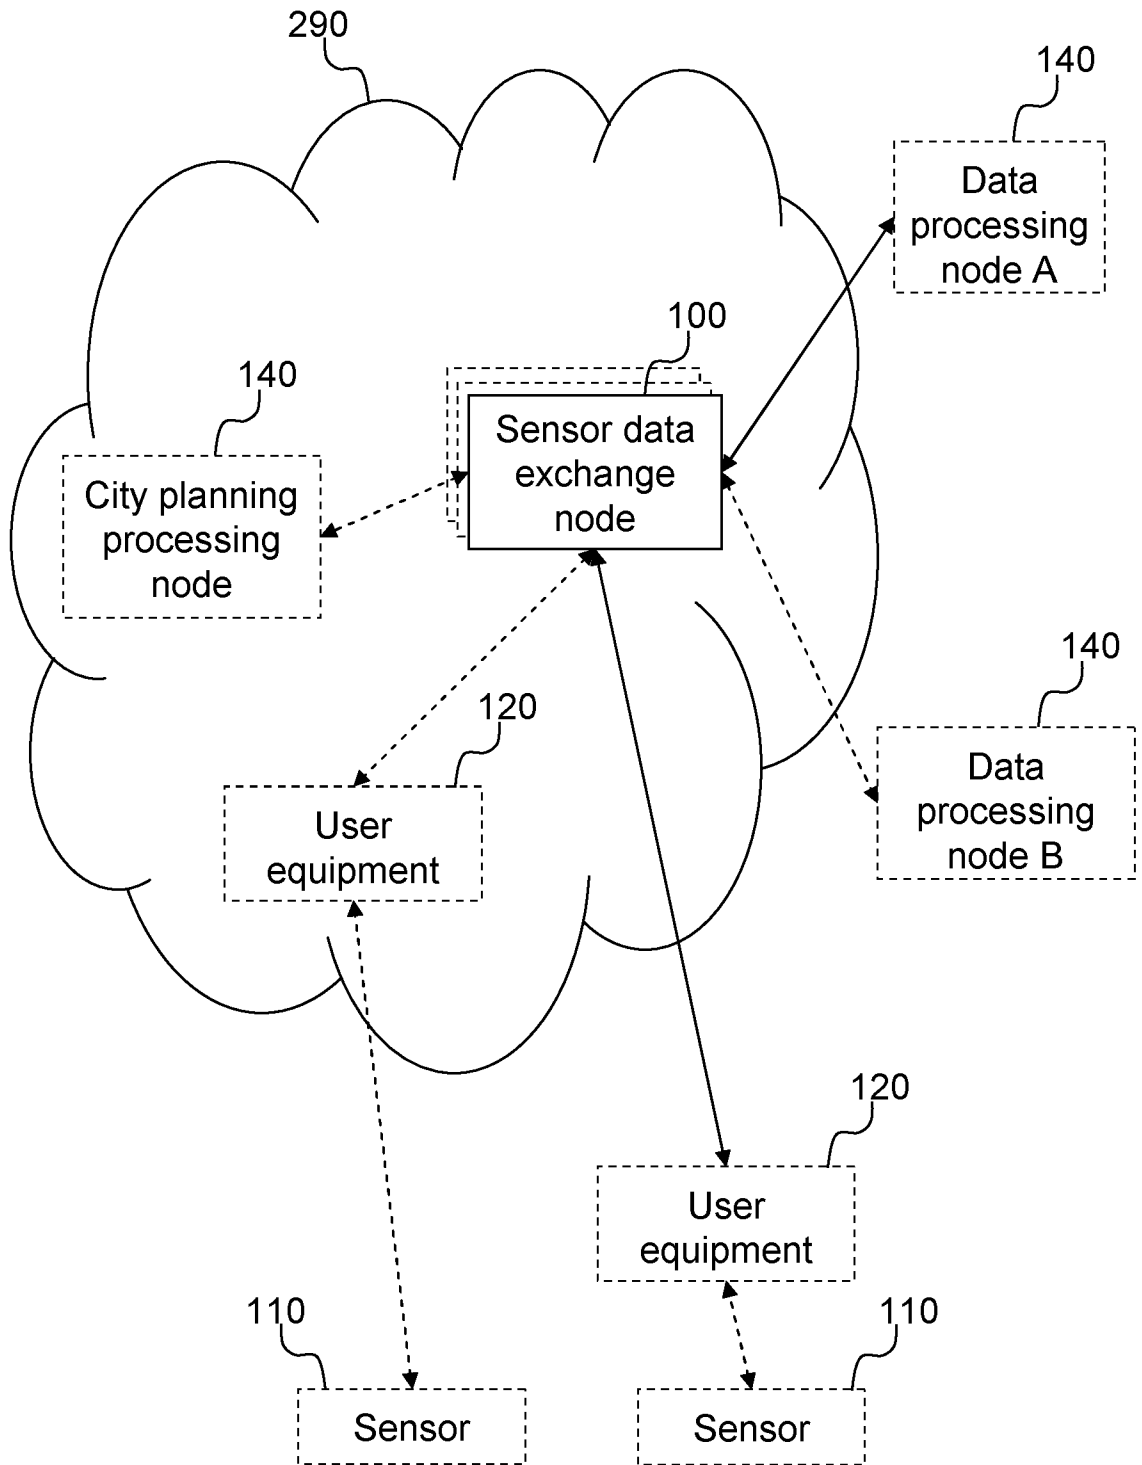 290
140
Data
processing
node A
100
Sensor data
exchange
node
140
City planning
processing
node
140
Data
processing
node B
120
User
equipment
120
User
equipment
110
Sensor
110
Sensor